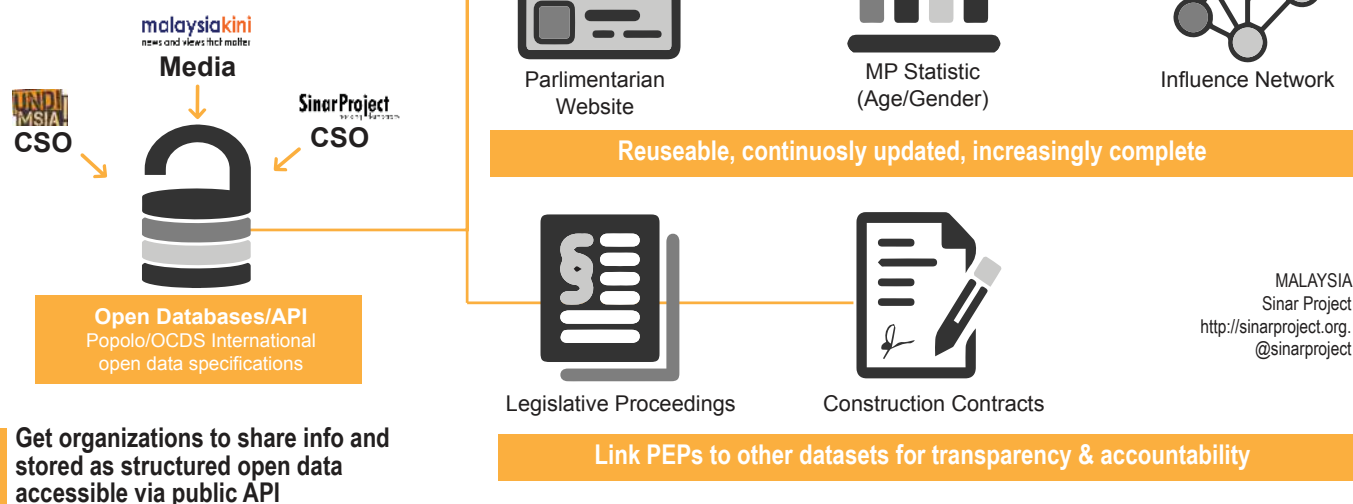 malaysiakini
news and views that matter
Media
UNDI
MSIA
CSO
SinarProject
CSO
Open Databases/API
Popolo/OCDS International
open data specifications
Get organizations to share info and
stored as structured open data
accessible via public API
Parlimentarian
Website
MP Statistic
(Age/Gender)
Influence Network
Reuseable, continuosly updated, increasingly complete
Legislative Proceedings
Construction Contracts
MALAYSIA
Sinar Project
http://sinarproject.org.
@sinarproject
Link PEPs to other datasets for transparency & accountability